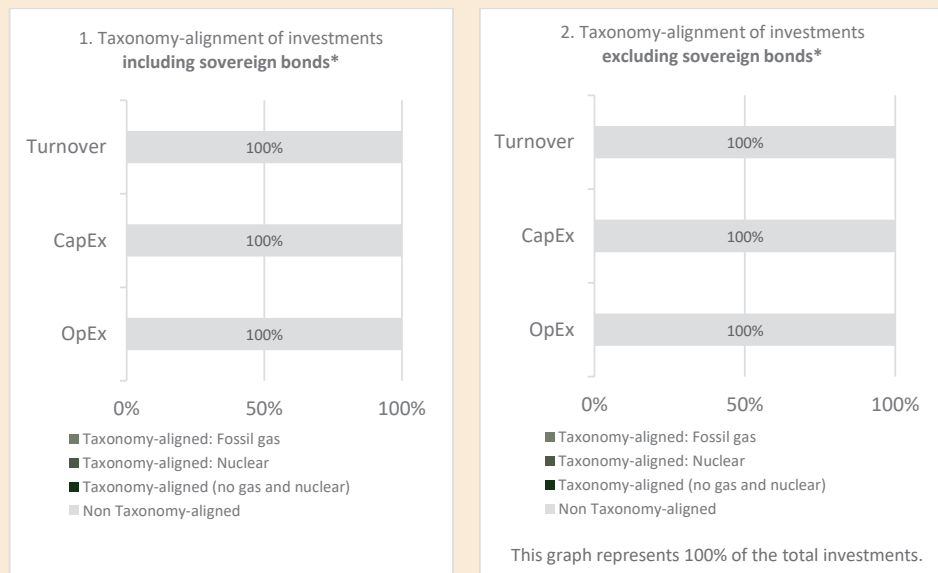 1. Taxonomy-alignment of investments
including sovereign bonds*
Turnover
100%
CapEx
100%
OpEx
100%
0% 50% 100%
Taxonomy-aligned: Fossil gas
Taxonomy-aligned: Nuclear
Taxonomy-aligned (no gas and nuclear)
Non Taxonomy-aligned
2. Taxonomy-alignment of investments
excluding sovereign bonds*
Turnover
100%
CapEx
100%
OpEx
100%
0% 50% 100%
Taxonomy-aligned: Fossil gas
Taxonomy-aligned: Nuclear
Taxonomy-aligned (no gas and nuclear)
Non Taxonomy-aligned
This graph represents 100% of the total investments.